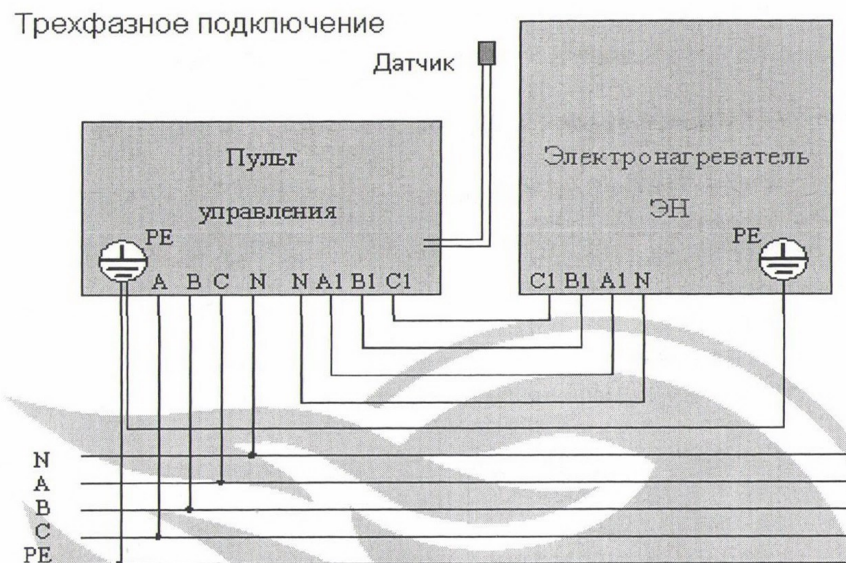 Трехфазное подключение
Датчик
Пульт
управления
PE
A B C N N A1 B1 C1
Электронагреватель
ЭН
PE
C1 B1 A1 N
N
A
B
C
PE